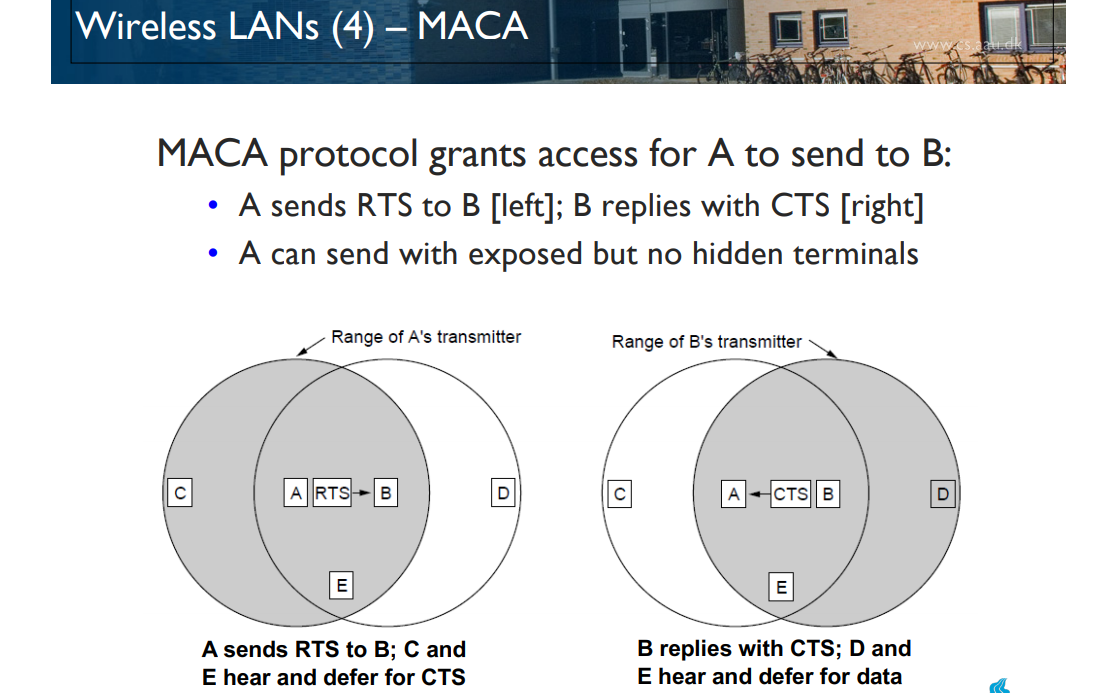 Wireless LANs (4) – MACA
www.cs.aau.dk
MACA protocol grants access for A to send to B:
• A sends RTS to B [left]; B replies with CTS [right]
• A can send with exposed but no hidden terminals
Range of A's transmitter
Range of B's transmitter
C
A
RTS
B
D
E
C
A
CTS
B
D
E
A sends RTS to B; C and
E hear and defer for CTS
B replies with CTS; D and
E hear and defer for data